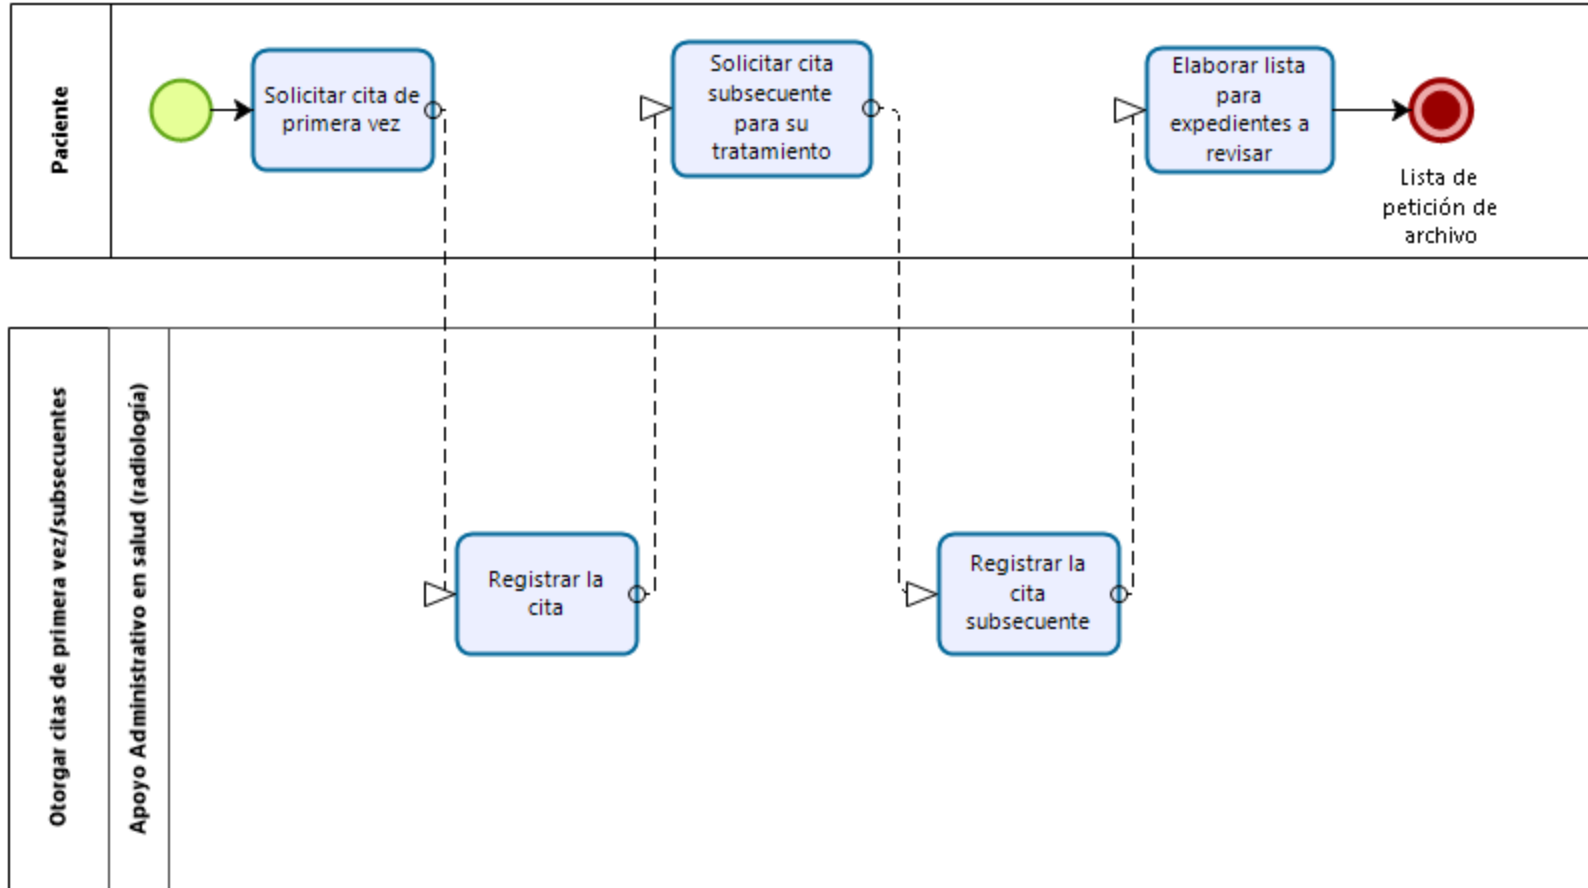 Paciente
Solicitar cita de
primera vez
Solicitar cita
subsecuente
para su
tratamiento
Elaborar lista
para
expedientes a
revisar
Lista de
petición de
archivo
Otorgar citas de primera vez/subsecuentes
Apoyo Administrativo en salud (radiología)
Registrar la
cita
Registrar la
cita
subsecuente